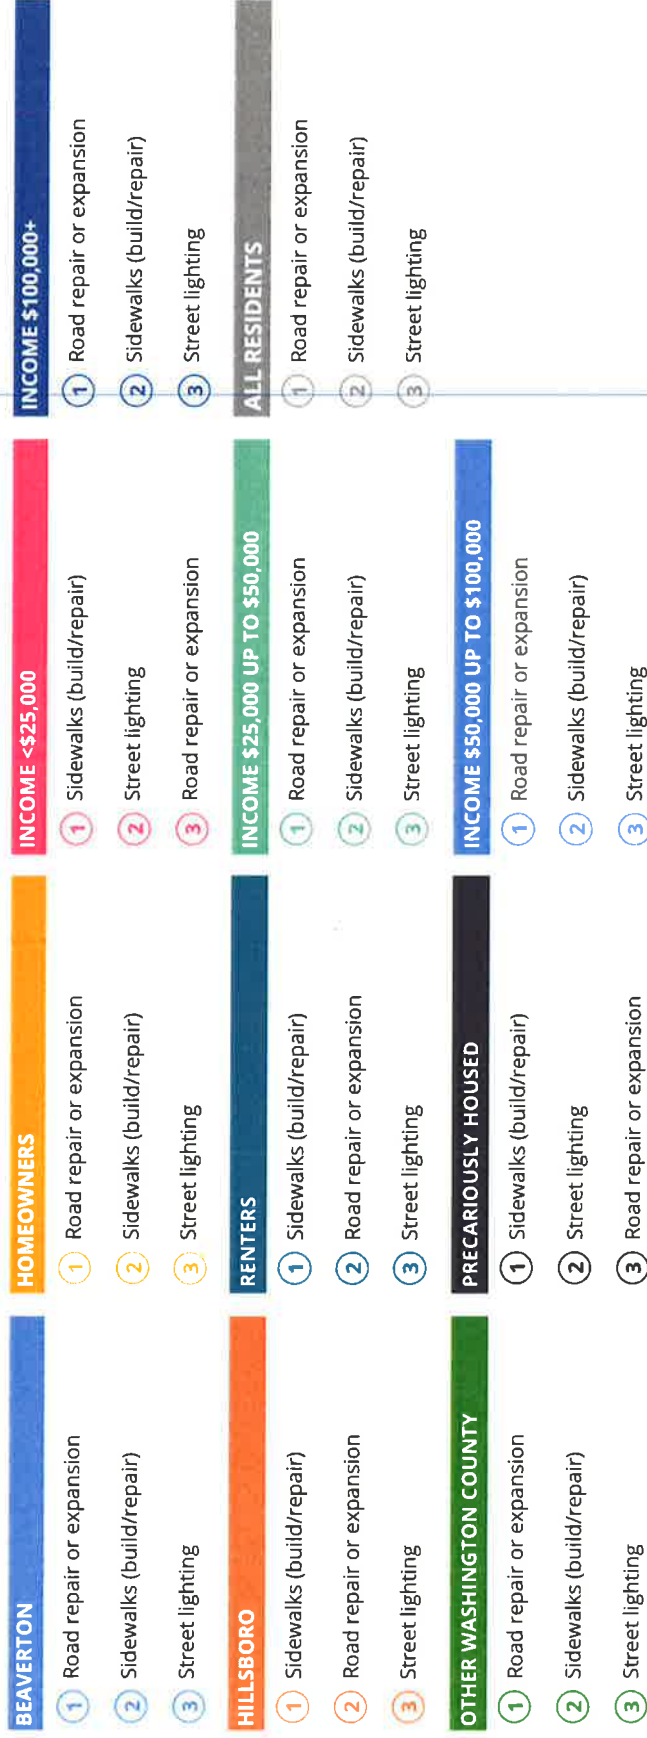 BEAVERTON
1 Road repair or expansion
2 Sidewalks (build/repair)
3 Street lighting
HILLSBORO
1 Sidewalks (build/repair)
2 Road repair or expansion
3 Street lighting
OTHER WASHINGTON COUNTY
1 Road repair or expansion
2 Sidewalks (build/repair)
3 Street lighting
HOMEOWNERS
1 Road repair or expansion
2 Sidewalks (build/repair)
3 Street lighting
RENTERS
1 Sidewalks (build/repair)
2 Road repair or expansion
3 Street lighting
PRECARIOUSLY HOUSED
1 Sidewalks (build/repair)
2 Street lighting
3 Road repair or expansion
INCOME <$25,000
1 Sidewalks (build/repair)
2 Street lighting
3 Road repair or expansion
INCOME $25,000 UP TO $50,000
1 Road repair or expansion
2 Sidewalks (build/repair)
3 Street lighting
INCOME $50,000 UP TO $100,000
1 Road repair or expansion
2 Sidewalks (build/repair)
3 Street lighting
INCOME $100,000+
1 Road repair or expansion
2 Sidewalks (build/repair)
3 Street lighting
ALL RESIDENTS
1 Road repair or expansion
2 Sidewalks (build/repair)
3 Street lighting